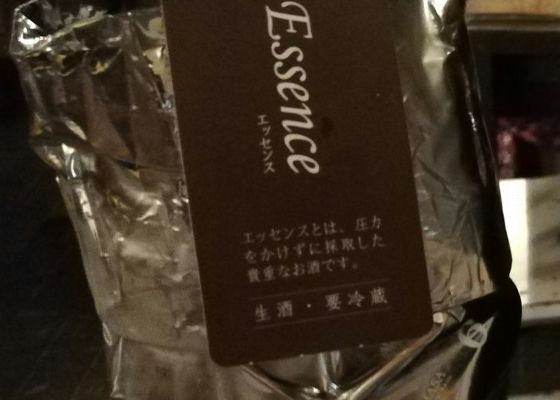 Essence
エッセンス
エッセンスとは、圧力
をかけずに採取した
貴重なお酒です。
生酒・要冷蔵